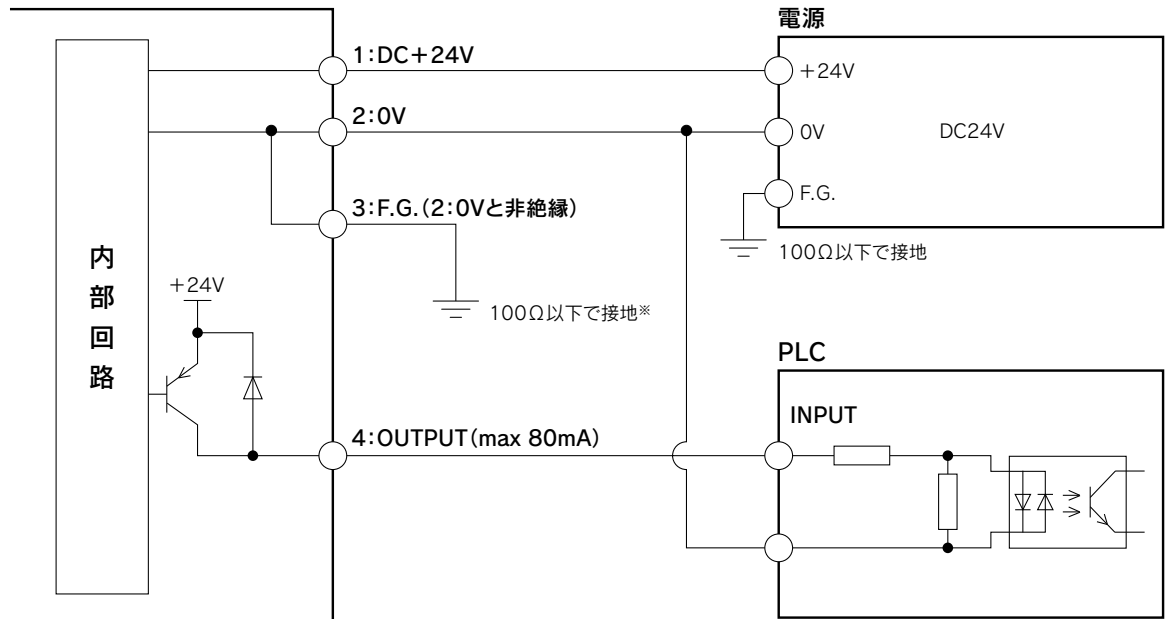 電源
1:DC+24V
+24V
2:0V
0V
DC24V
3:F.G.(2:0Vと非絶縁)
F.G.
100Ω以下で接地
内部回路
+24V
100Ω以下で接地※
PLC
INPUT
4:OUTPUT(max 80mA)